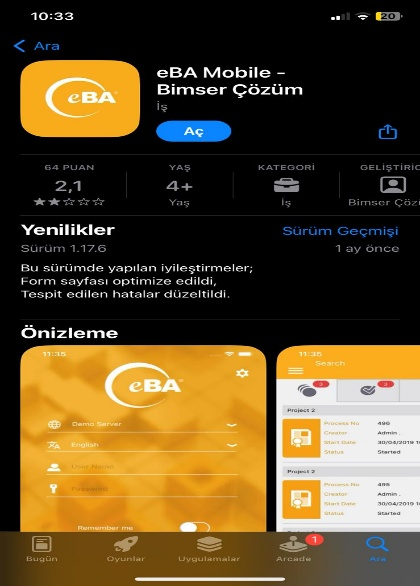 10:33
20
Ara
eBA
eBA Mobile -
Bimser Çözüm
İş
Aç
64 PUAN
YAŞ
KATEGORİ
GELİŞTİRİC
2,1
4+
Yaş
İş
Bimser Çözü
Yenilikler
Sürüm Geçmişi
Sürüm 1.17.6
1 ay önce
Bu sürümde yapılan iyileştirmeler;
Form sayfası optimize edildi,
Tespit edilen hatalar düzeltildi.
Önizleme
11:35
eBA
Demo Server
English
User Name
Password
Remember me
11:35
Search
Project 2
Process No 496
Creator Admin .
Start Date 30/04/2019 1
Status Started
Project 2
Process No 495
Creator Admin .
Start Date 30/04/2019 1
Status Started
Bugün
Oyunlar
Uygulamalar
Arcade
1
Ara